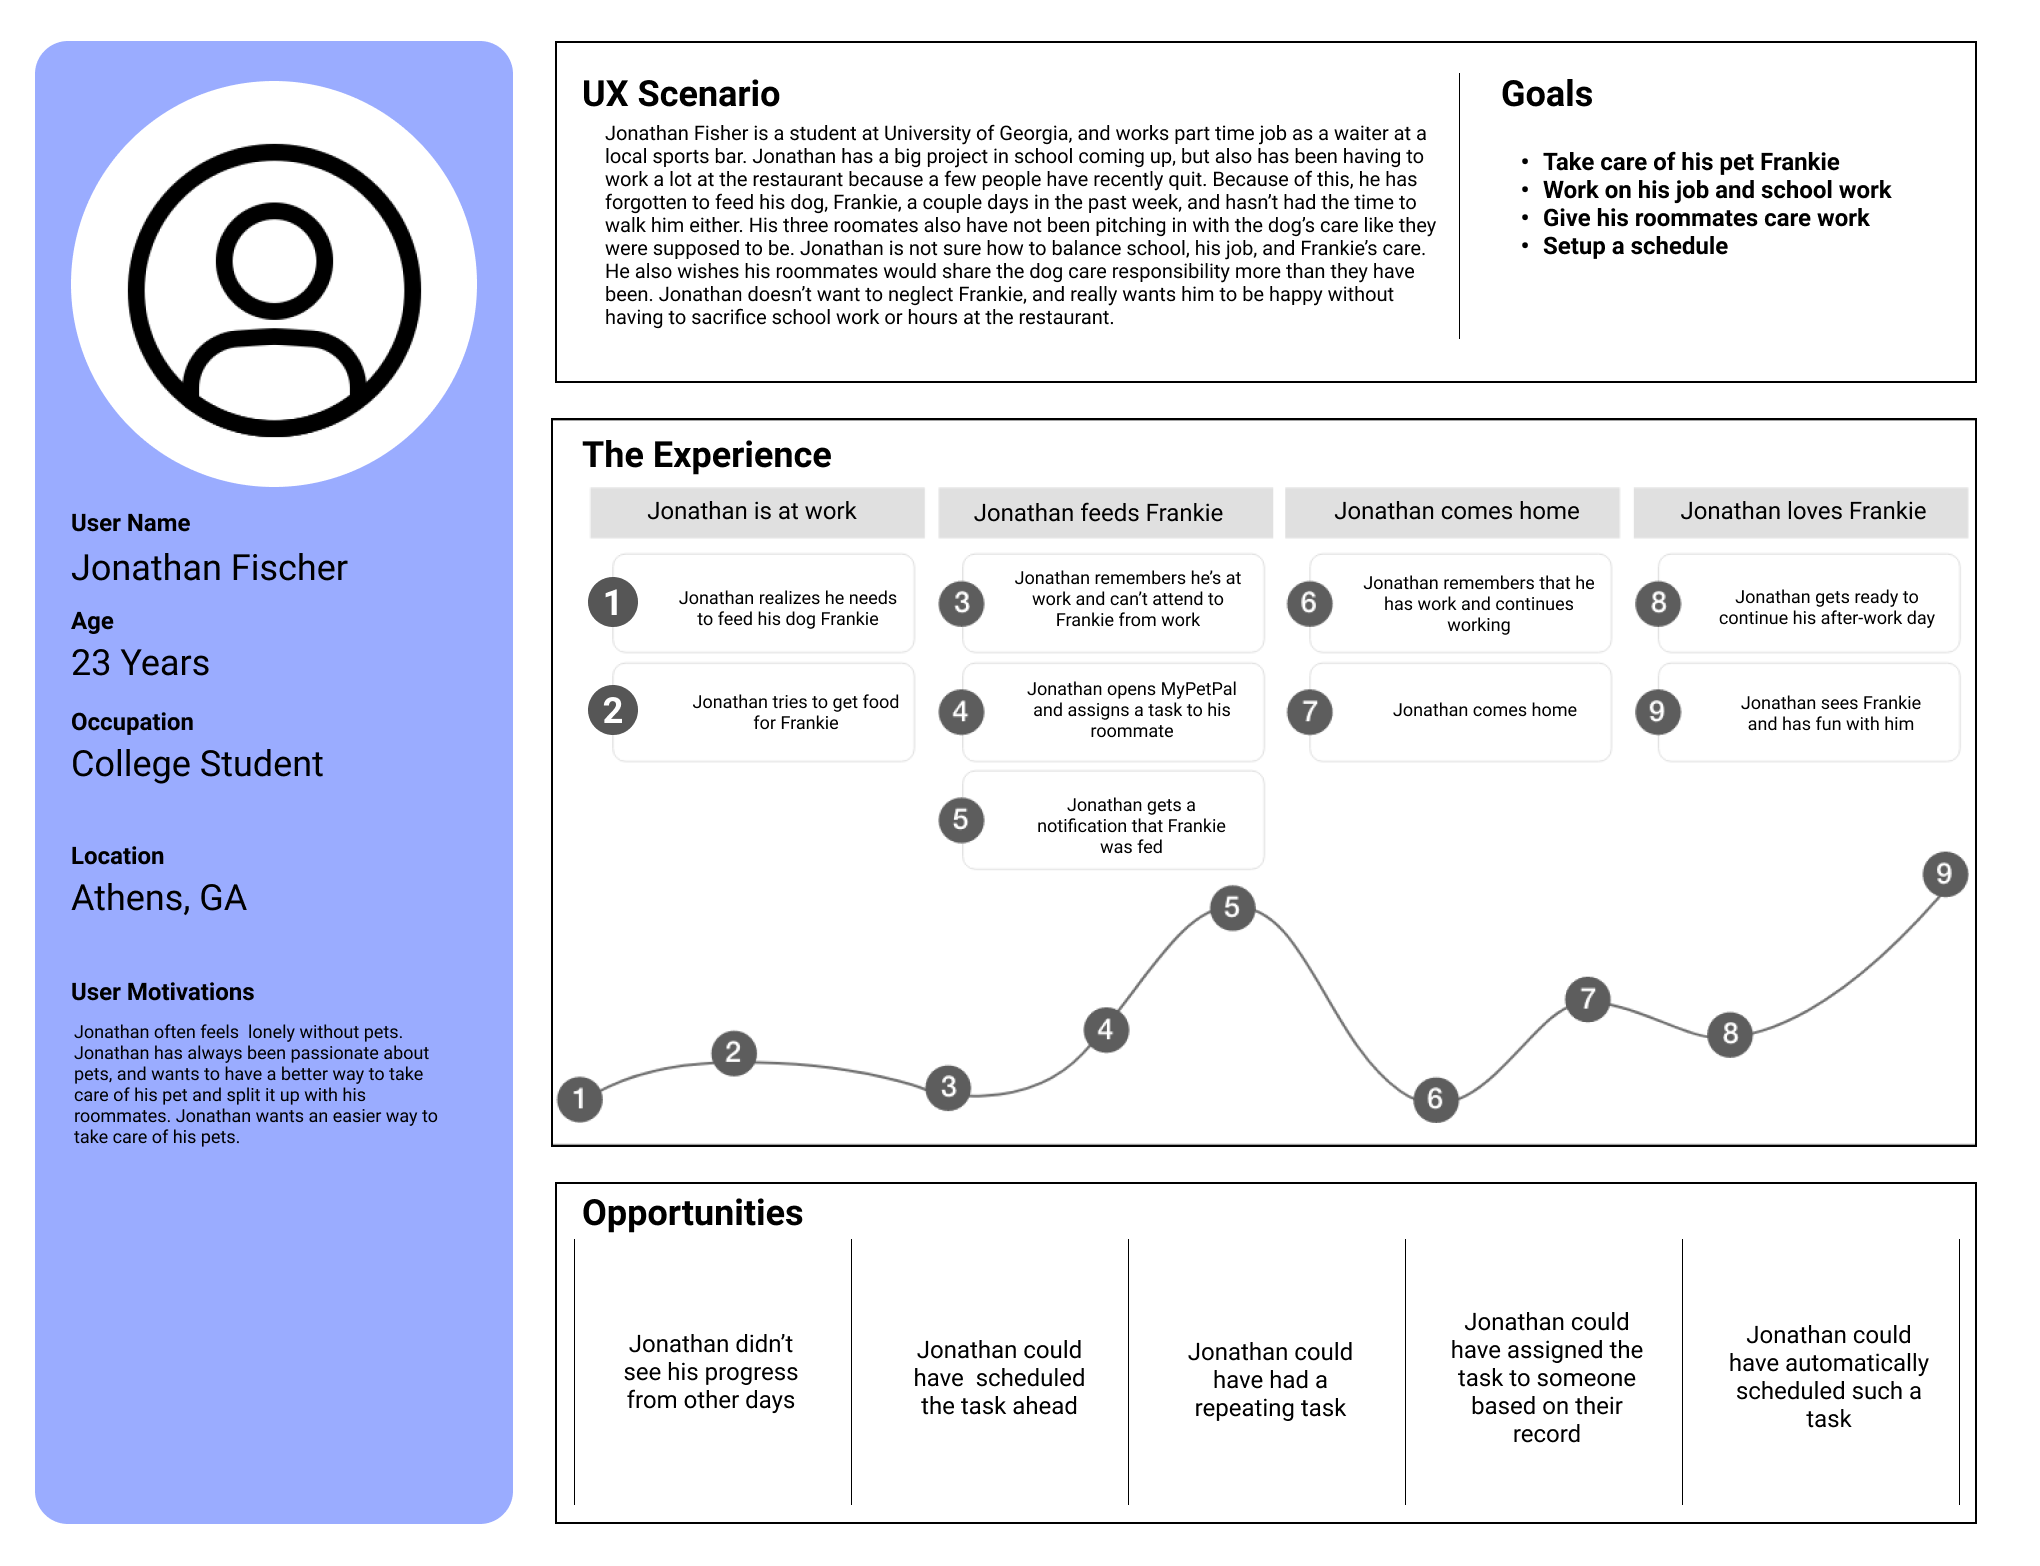 User Name
Jonathan Fischer
Age
23 Years
Occupation
College Student
Location
Athens, GA
User Motivations
Jonathan often feels  lonely without pets.
Jonathan has always been passionate about
pets, and wants to have a better way to take
care of his pet and split it up with his
roommates. Jonathan wants an easier way to
take care of his pets.
UX Scenario
Jonathan Fisher is a student at University of Georgia, and works part time job as a waiter at a
local sports bar. Jonathan has a big project in school coming up, but also has been having to
work a lot at the restaurant because a few people have recently quit. Because of this, he has
forgotten to feed his dog, Frankie, a couple days in the past week, and hasn’t had the time to
walk him either. His three roomates also have not been pitching in with the dog’s care like they
were supposed to be. Jonathan is not sure how to balance school, his job, and Frankie’s care.
He also wishes his roommates would share the dog care responsibility more than they have
been. Jonathan doesn’t want to neglect Frankie, and really wants him to be happy without
having to sacrifice school work or hours at the restaurant.
Goals
• Take care of his pet Frankie
• Work on his job and school work
• Give his roommates care work
• Setup a schedule
The Experience
Jonathan is at work
1
Jonathan realizes he needs
to feed his dog Frankie
2
Jonathan tries to get food
for Frankie
Jonathan feeds Frankie
3
Jonathan remembers he’s at
work and can’t attend to
Frankie from work
4
Jonathan opens MyPetPal
and assigns a task to his
roommate
5
Jonathan gets a
notification that Frankie
was fed
Jonathan comes home
6
Jonathan remembers that he
has work and continues
working
7
Jonathan comes home
Jonathan loves Frankie
8
Jonathan gets ready to
continue his after-work day
9
Jonathan sees Frankie
and has fun with him
1
2
3
4
5
6
7
8
9
Opportunities
Jonathan didn’t
see his progress
from other days
Jonathan could
have  scheduled
the task ahead
Jonathan could
have had a
repeating task
Jonathan could
have assigned the
task to someone
based on their
record
Jonathan could
have automatically
scheduled such a
task